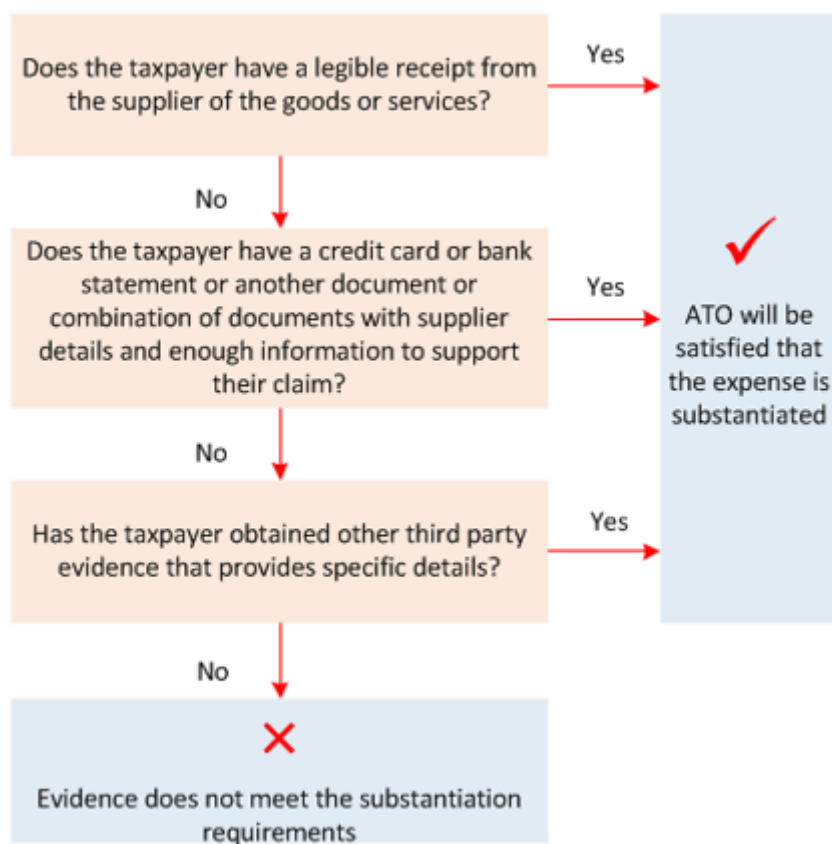 Does the taxpayer have a legible receipt from
the supplier of the goods or services?
Yes
No
Does the taxpayer have a credit card or bank
statement or another document or
combination of documents with supplier
details and enough information to support
their claim?
Yes
No
Has the taxpayer obtained other third party
evidence that provides specific details?
Yes
No
ATO will be
satisfied that
the expense is
substantiated
Evidence does not meet the substantiation
requirements